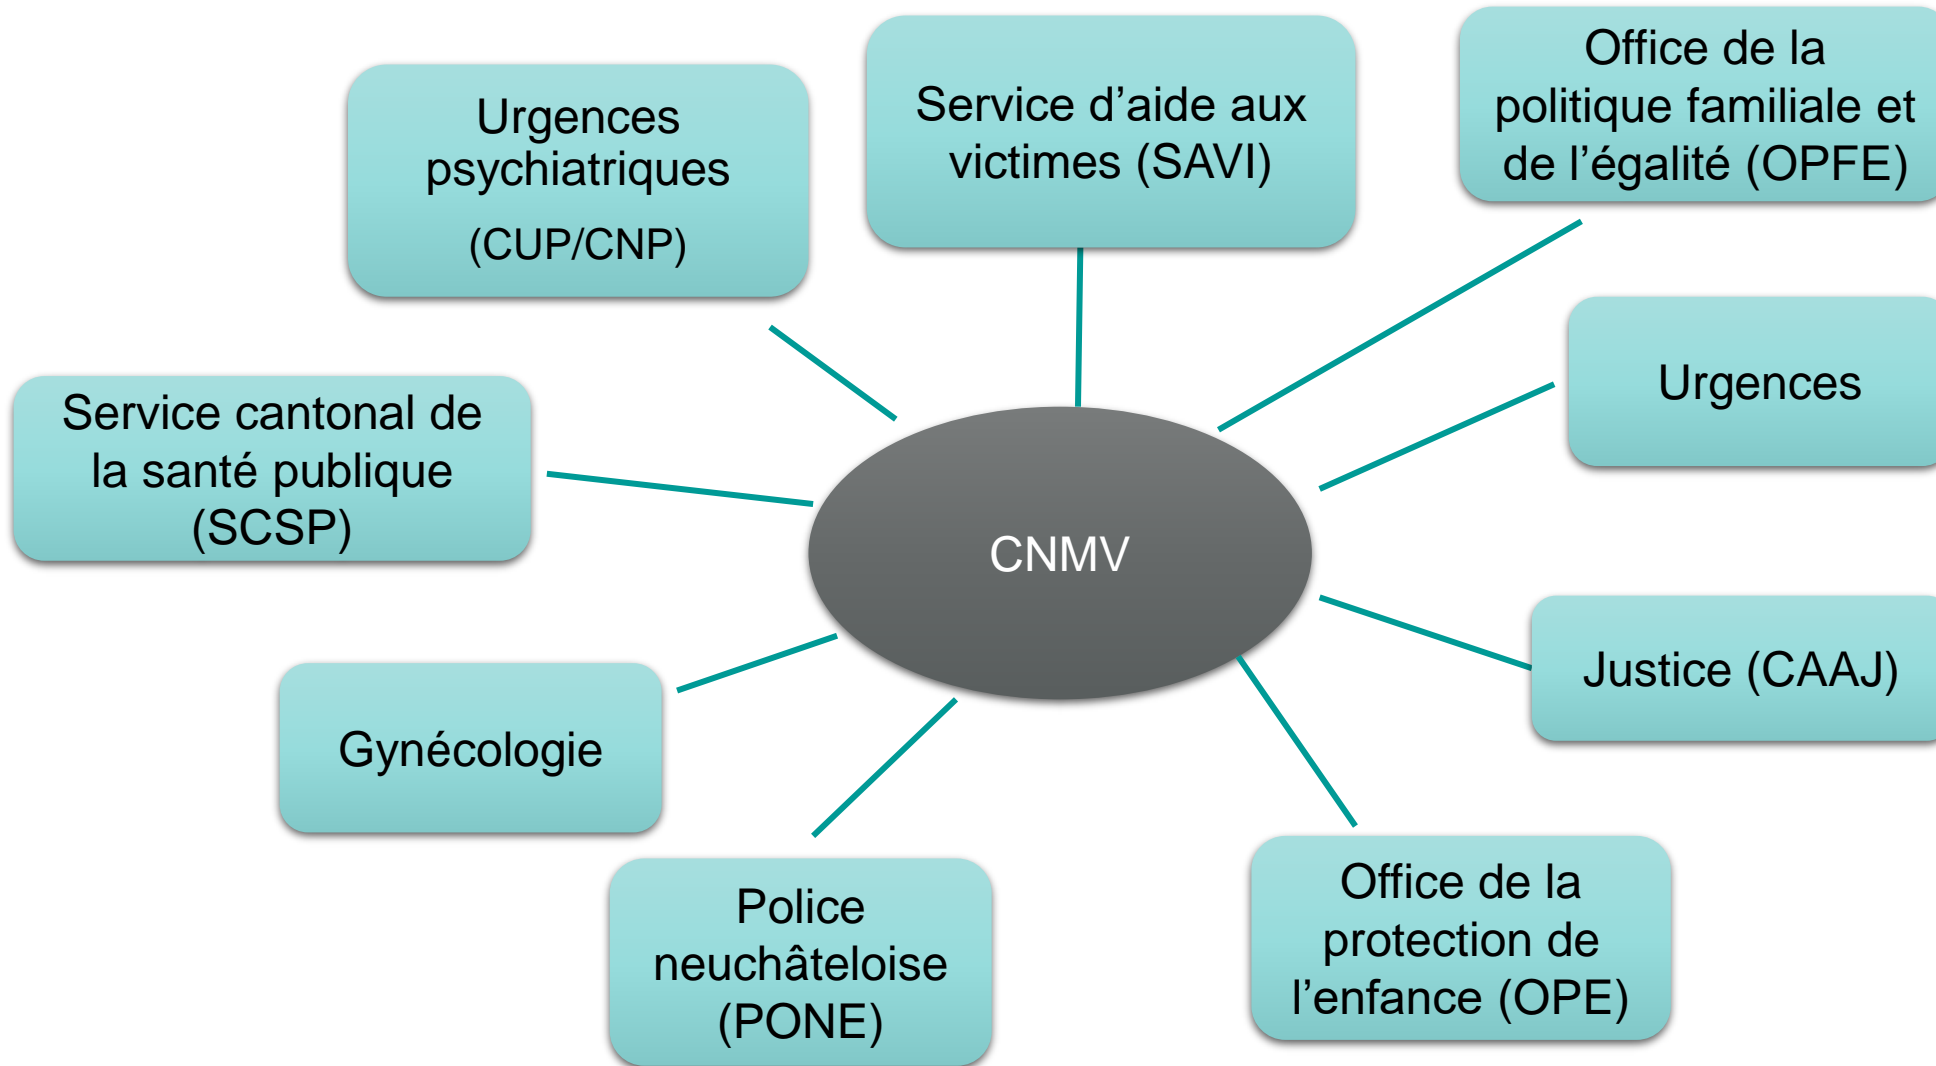 Urgences
psychiatriques
(CUP/CNP)
Service d’aide aux
victimes (SAVI)
Office de la
politique familiale et
de l’égalité (OPFE)
Urgences
Service cantonal de
la santé publique
(SCSP)
CNMV
Justice (CAAJ)
Gynécologie
Police
neuchâteloise
(PONE)
Office de la
protection de
l’enfance (OPE)